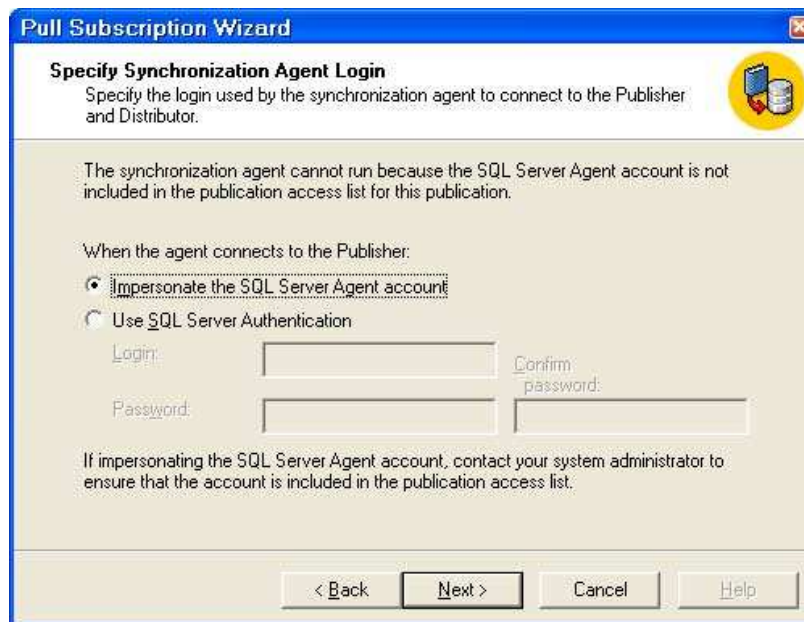 Pull Subscription Wizard
Specify Synchronization Agent Login
Specify the login used by the synchronization agent to connect to the Publisher
and Distributor.
The synchronization agent cannot run because the SQL Server Agent account is not
included in the publication access list for this publication.
When the agent connects to the Publisher:
Impersonate the SQL Server Agent account
Use SQL Server Authentication
Login:
Confirm
password:
Password:
If impersonating the SQL Server Agent account, contact your system administrator to
ensure that the account is included in the publication access list.
< Back Next > Cancel Help